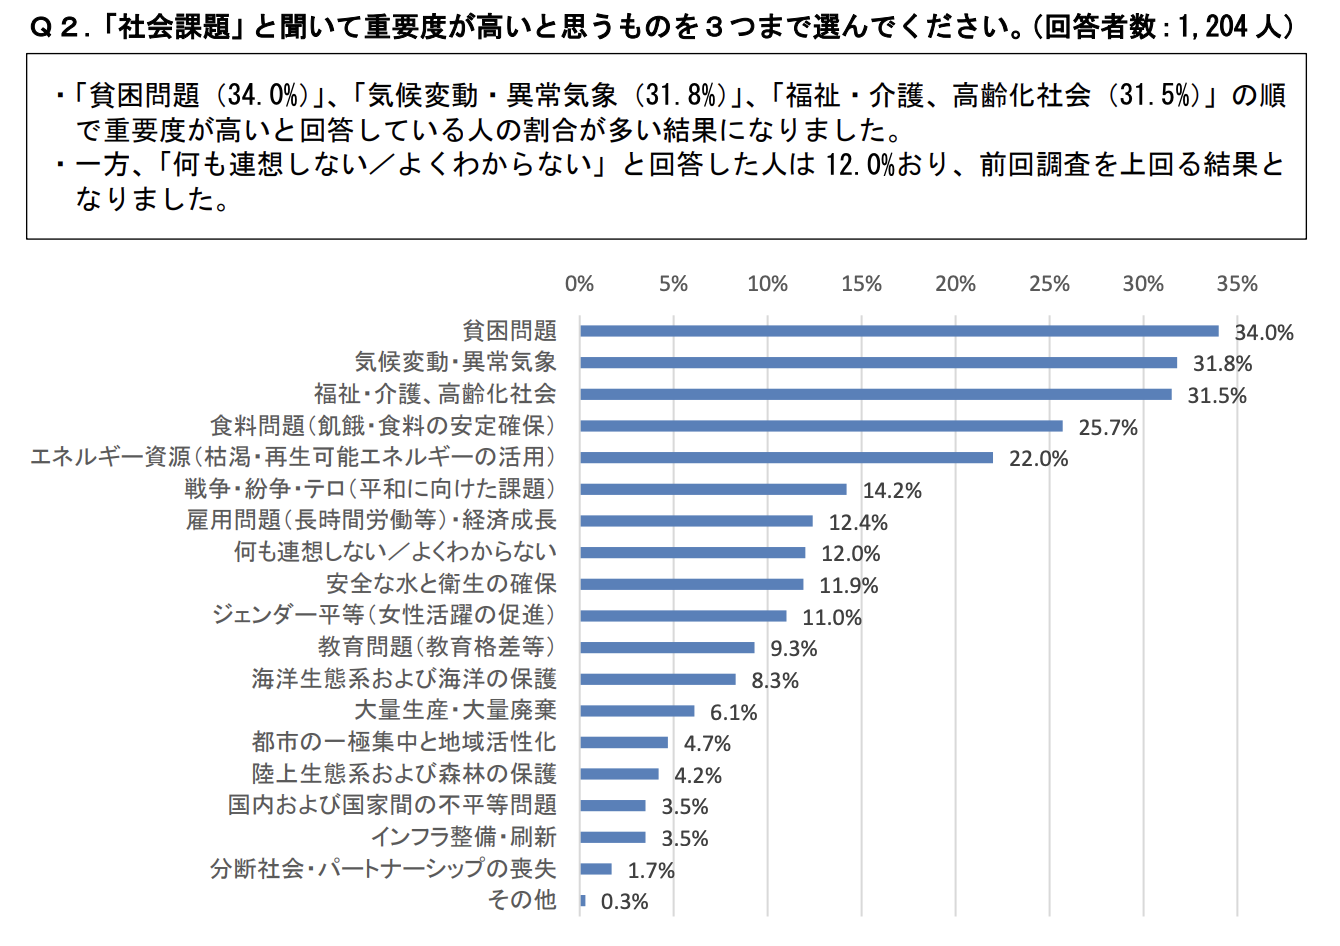 Ｑ２．「社会課題」と聞いて重要度が高いと思うものを３つまで選んでください。（回答者数：1,204 人）
・「貧困問題（34.0%）」、「気候変動・異常気象（31.8%）」、「福祉・介護、高齢化社会（31.5%）」の順
で重要度が高いと回答している人の割合が多い結果になりました。
・一方、「何も連想しない／よくわからない」と回答した人は 12.0%おり、前回調査を上回る結果と
なりました。
0% 5% 10% 15% 20% 25% 30% 35%
貧困問題 34.0%
気候変動・異常気象 31.8%
福祉・介護、高齢化社会 31.5%
食料問題（飢餓・食料の安定確保） 25.7%
エネルギー資源（枯渇・再生可能エネルギーの活用） 22.0%
戦争・紛争・テロ（平和に向けた課題） 14.2%
雇用問題（長時間労働等）・経済成長 12.4%
何も連想しない／よくわからない 12.0%
安全な水と衛生の確保 11.9%
ジェンダー平等（女性活躍の促進） 11.0%
教育問題（教育格差等） 9.3%
海洋生態系および海洋の保護 8.3%
大量生産・大量廃棄 6.1%
都市の一極集中と地域活性化 4.7%
陸上生態系および森林の保護 4.2%
国内および国家間の不平等問題 3.5%
インフラ整備・刷新 3.5%
分断社会・パートナーシップの喪失 1.7%
その他 0.3%